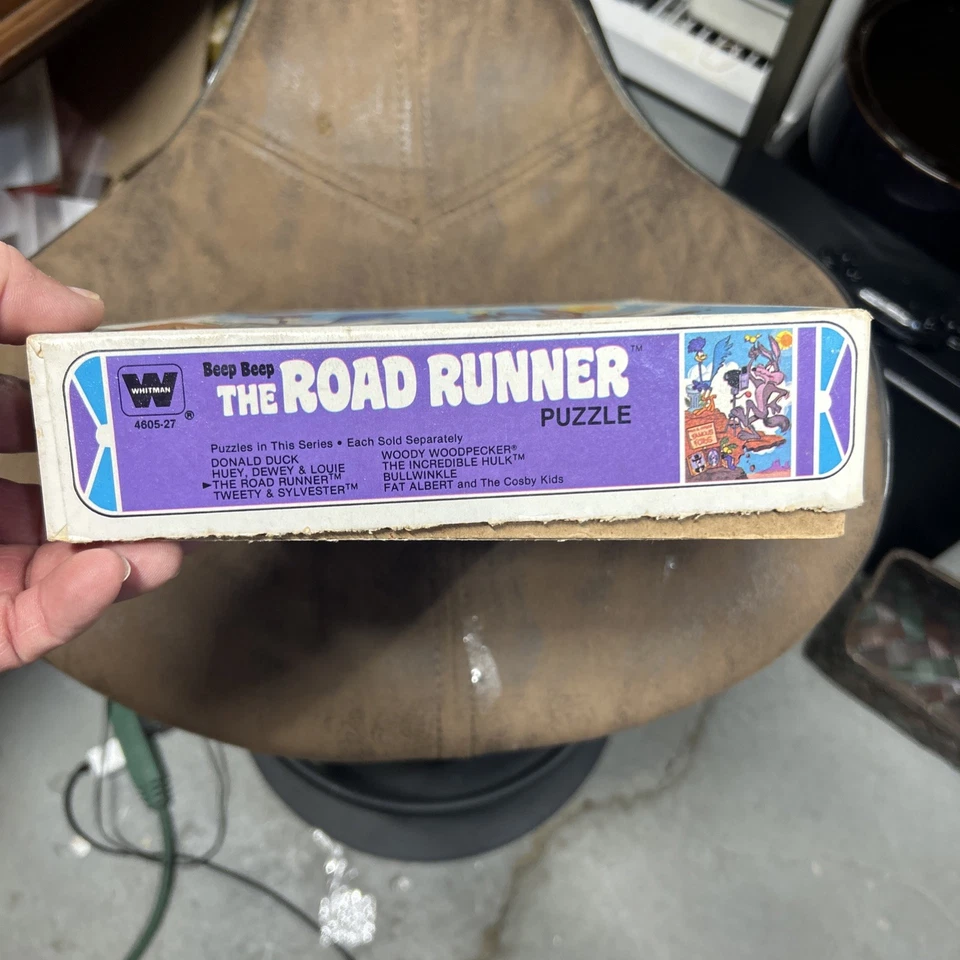 W
WHITMAN
®
4605-27
Beep Beep
THE ROAD RUNNER™
PUZZLE
Puzzles in This Series • Each Sold Separately
DONALD DUCK
HUEY, DEWEY & LOUIE
►THE ROAD RUNNER™
TWEETY & SYLVESTER™
WOODY WOODPECKER®
THE INCREDIBLE HULK™
BULLWINKLE
FAT ALBERT and The Cosby Kids